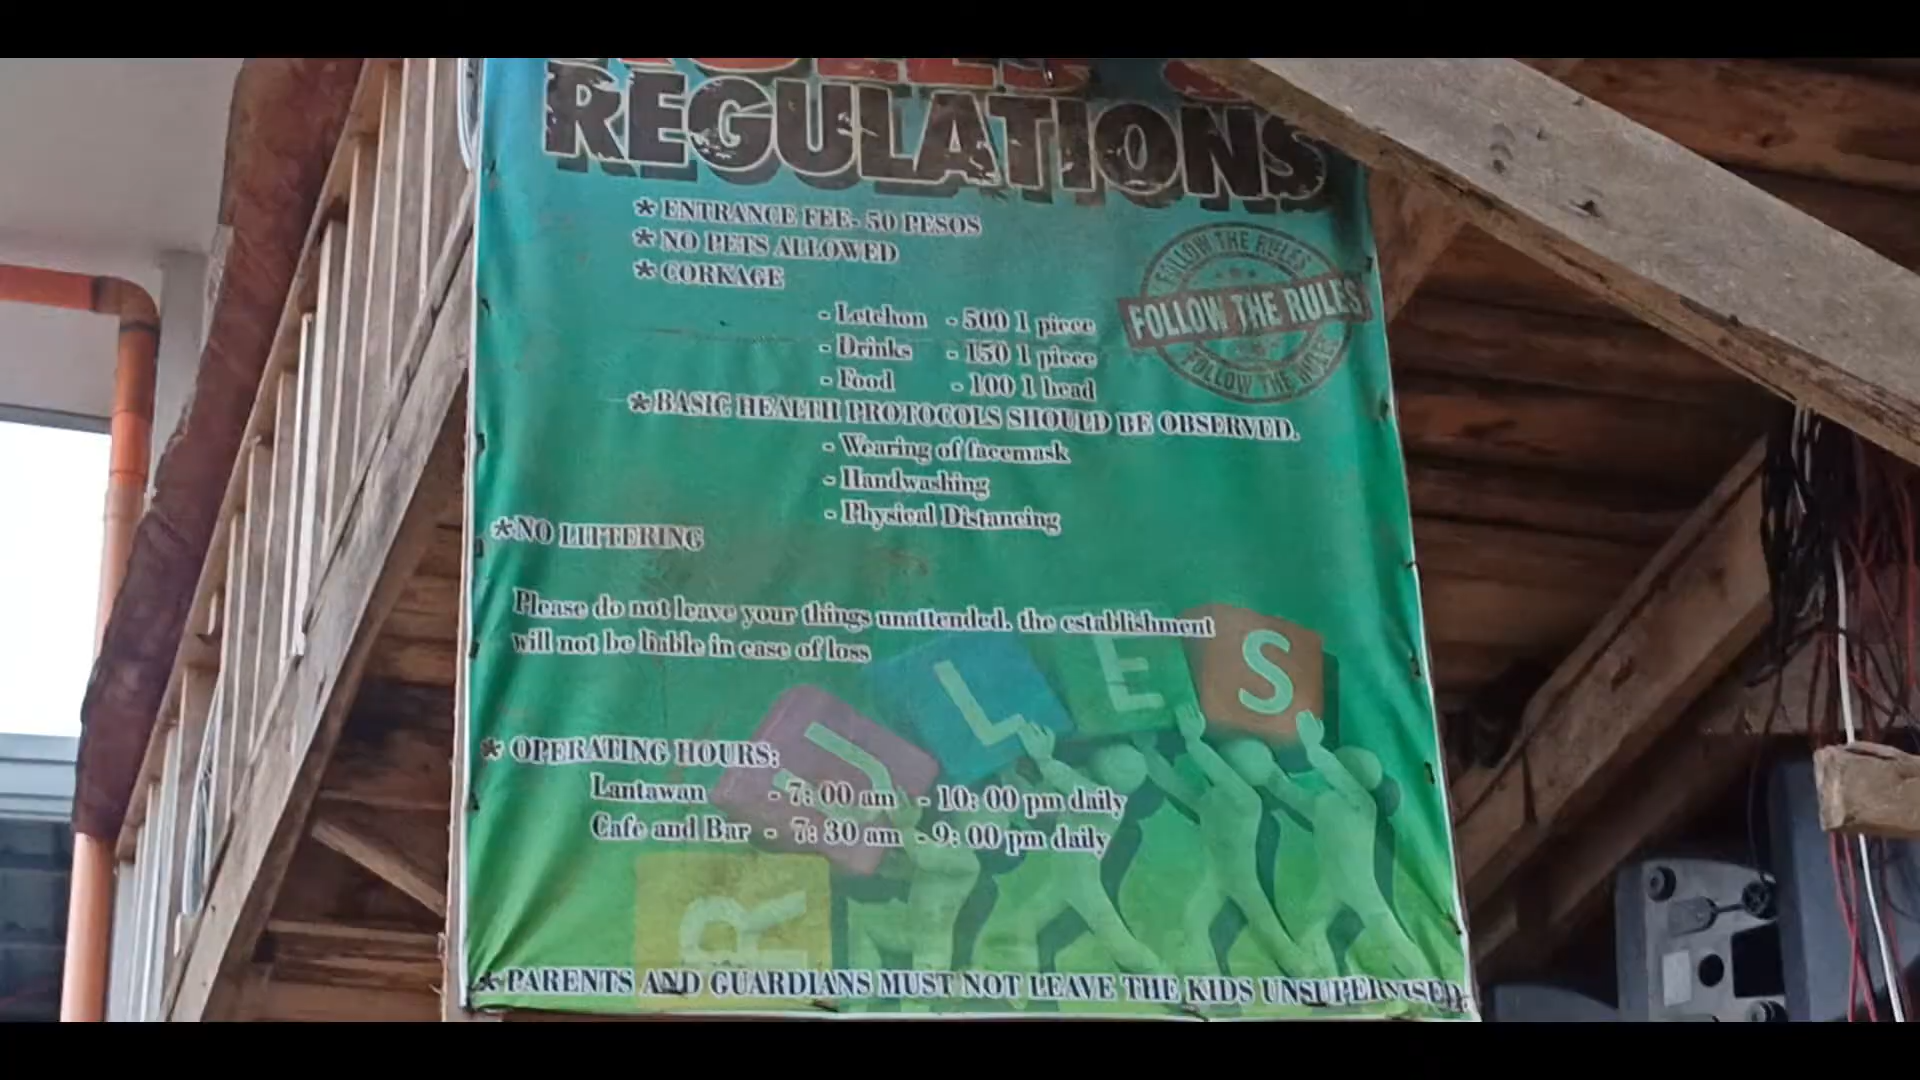 RULES &
REGULATIONS
* ENTRANCE FEE- 50 PESOS
* NO PETS ALLOWED
* CORKAGE
- Letchon - 500 1 piece
- Drinks - 150 1 piece
- Food - 100 1 head
* BASIC HEALTH PROTOCOLS SHOULD BE OBSERVED.
- Wearing of facemask
- Handwashing
- Physical Distancing
* NO LITTERING
FOLLOW THE RULES
FOLLOW THE RULES
FOLLOW THE RULES
Please do not leave your things unattended. the establishment
will not be liable in case of loss
RULES
* OPERATING HOURS:
Lantawan - 7: 00 am - 10: 00 pm daily
Cafe and Bar - 7: 30 am - 9: 00 pm daily
* PARENTS AND GUARDIANS MUST NOT LEAVE THE KIDS UNSUPERVISED.